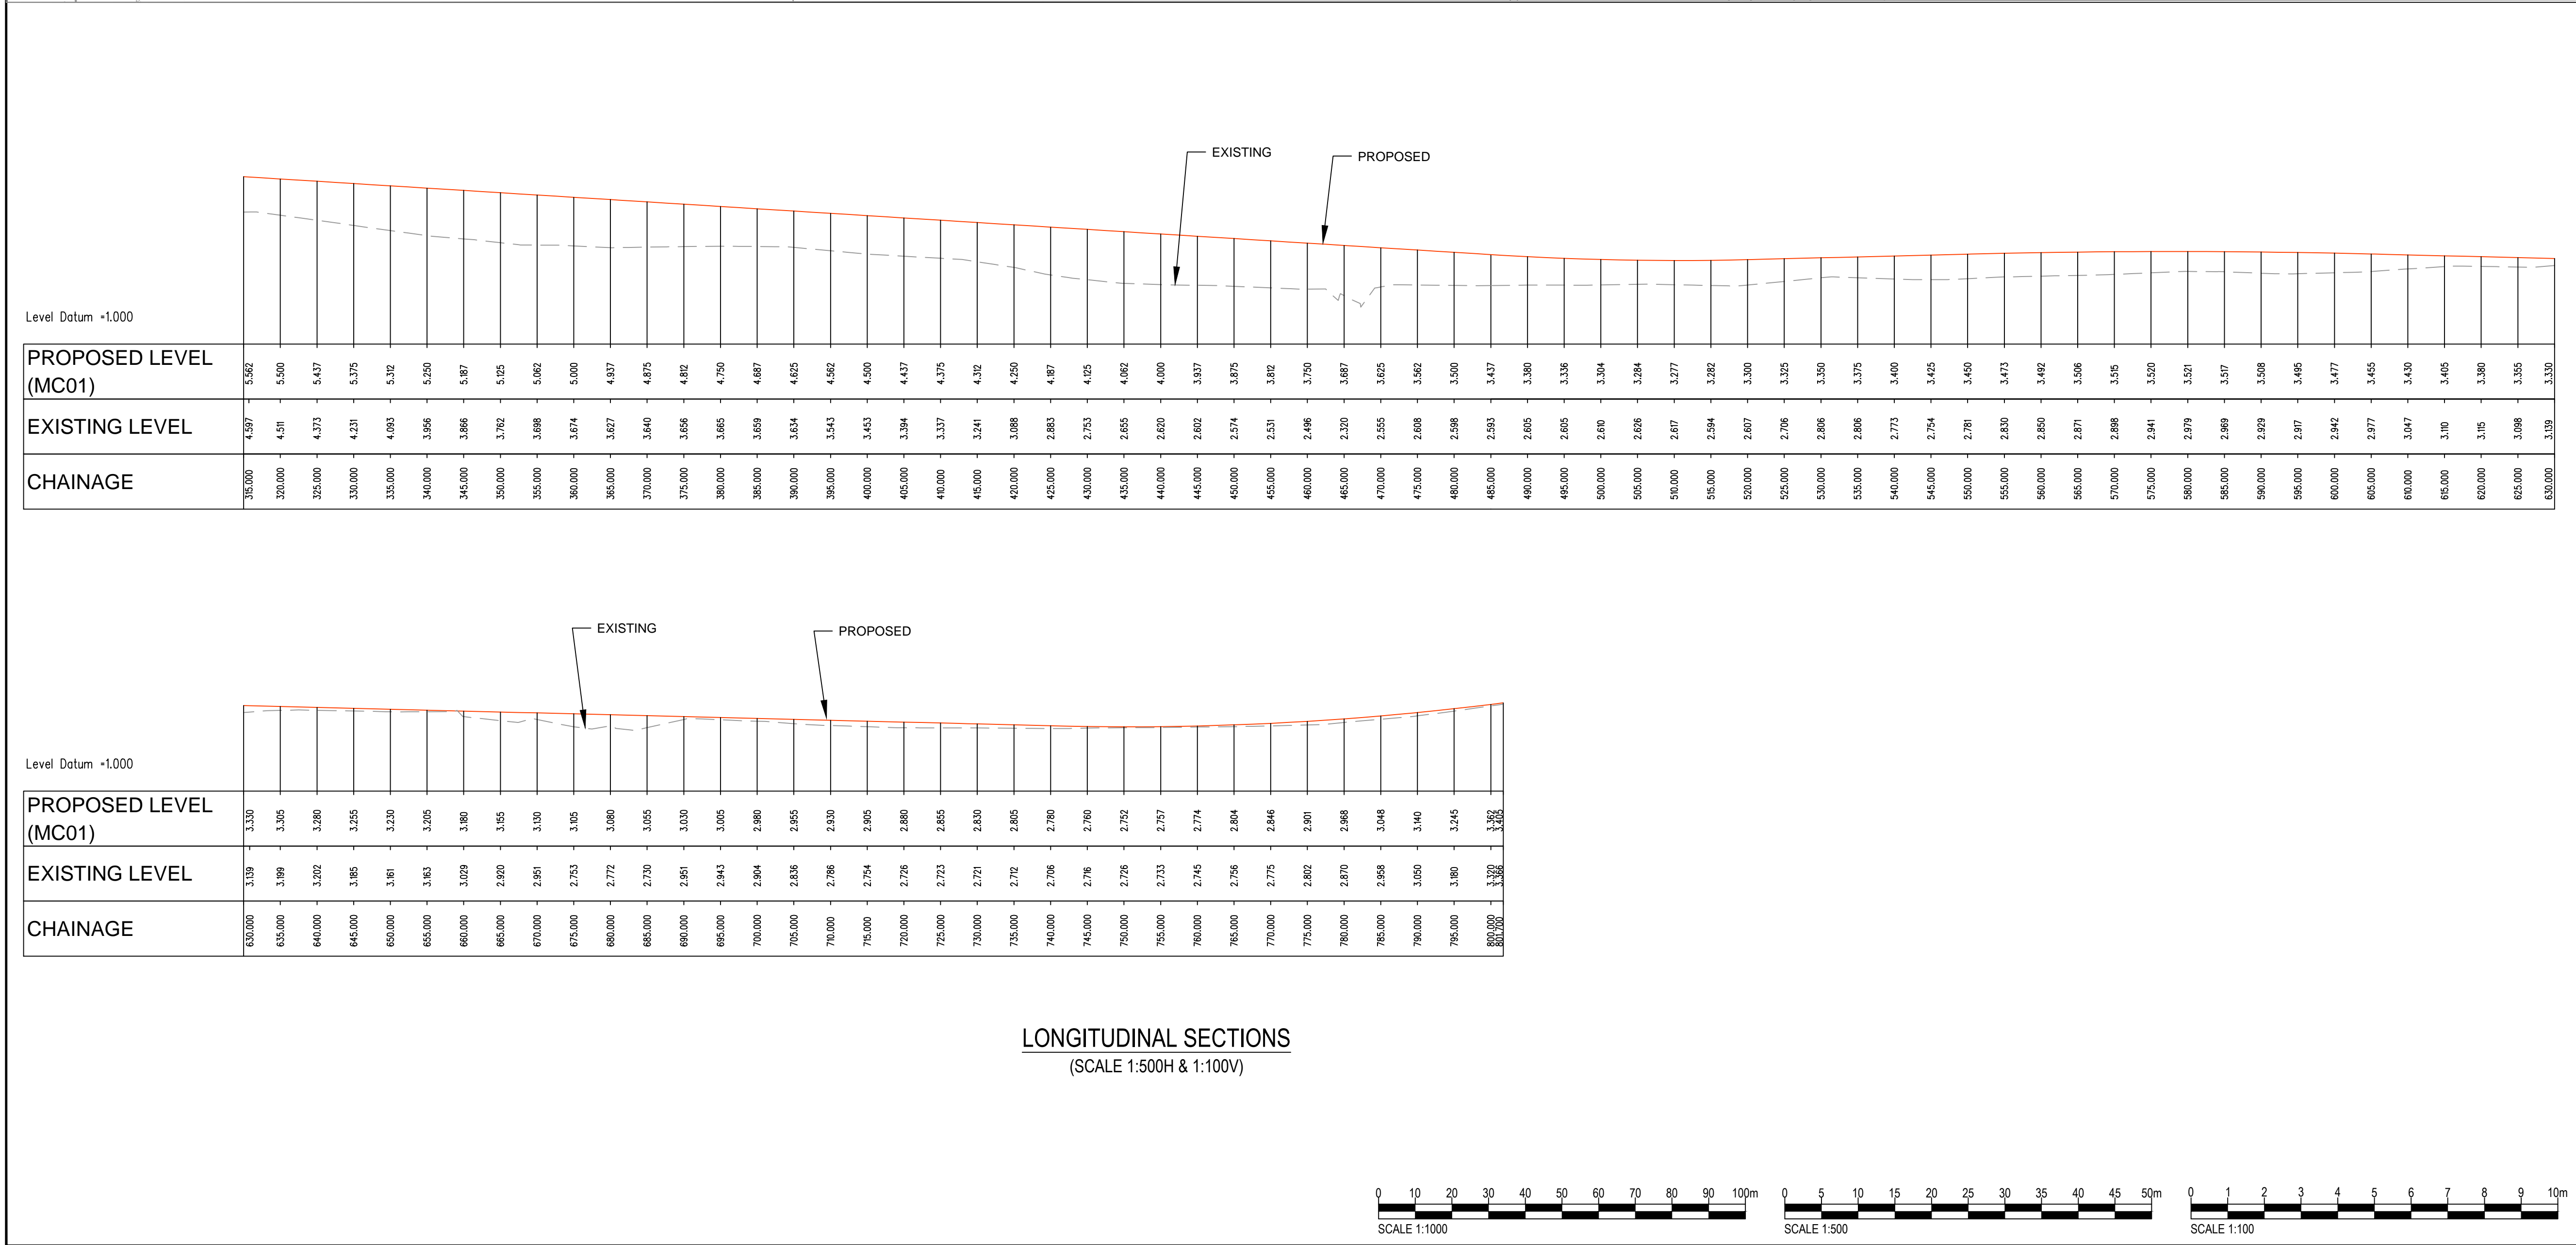 EXISTING
PROPOSED
Level Datum =1.000
PROPOSED LEVEL
(MC01)
5.562 5.500 5.437 5.375 5.312 5.250 5.187 5.125 5.062 5.000 4.937 4.875 4.812 4.750 4.687 4.625 4.562 4.500 4.437 4.375 4.312 4.250 4.187 4.125 4.062 4.000 3.937 3.875 3.812 3.750 3.687 3.625 3.562 3.500 3.437 3.380 3.336 3.304 3.284 3.277 3.282 3.300 3.325 3.350 3.375 3.400 3.425 3.450 3.473 3.492 3.506 3.515 3.520 3.521 3.517 3.508 3.495 3.477 3.455 3.430 3.405 3.380 3.355 3.330
EXISTING LEVEL
4.597 4.511 4.373 4.231 4.093 3.956 3.866 3.762 3.698 3.674 3.627 3.640 3.656 3.665 3.659 3.634 3.543 3.453 3.394 3.337 3.241 3.088 2.883 2.753 2.655 2.620 2.602 2.574 2.531 2.496 2.320 2.555 2.608 2.598 2.593 2.605 2.605 2.610 2.626 2.617 2.594 2.607 2.706 2.806 2.806 2.773 2.754 2.781 2.830 2.850 2.871 2.898 2.941 2.979 2.969 2.929 2.917 2.942 2.977 3.047 3.110 3.115 3.098 3.139
CHAINAGE
315.000 320.000 325.000 330.000 335.000 340.000 345.000 350.000 355.000 360.000 365.000 370.000 375.000 380.000 385.000 390.000 395.000 400.000 405.000 410.000 415.000 420.000 425.000 430.000 435.000 440.000 445.000 450.000 455.000 460.000 465.000 470.000 475.000 480.000 485.000 490.000 495.000 500.000 505.000 510.000 515.000 520.000 525.000 530.000 535.000 540.000 545.000 550.000 555.000 560.000 565.000 570.000 575.000 580.000 585.000 590.000 595.000 600.000 605.000 610.000 615.000 620.000 625.000 630.000
EXISTING
PROPOSED
Level Datum =1.000
PROPOSED LEVEL
(MC01)
3.330 3.305 3.280 3.255 3.230 3.205 3.180 3.155 3.130 3.105 3.080 3.055 3.030 3.005 2.980 2.955 2.930 2.905 2.880 2.855 2.830 2.805 2.780 2.760 2.752 2.757 2.774 2.804 2.846 2.901 2.968 3.048 3.140 3.245 3.362 3.405
EXISTING LEVEL
3.139 3.199 3.202 3.185 3.161 3.163 3.029 2.920 2.951 2.753 2.772 2.730 2.951 2.943 2.904 2.836 2.786 2.754 2.726 2.723 2.721 2.712 2.706 2.716 2.726 2.733 2.745 2.756 2.775 2.802 2.870 2.958 3.050 3.180 3.320 3.366
CHAINAGE
630.000 635.000 640.000 645.000 650.000 655.000 660.000 665.000 670.000 675.000 680.000 685.000 690.000 695.000 700.000 705.000 710.000 715.000 720.000 725.000 730.000 735.000 740.000 745.000 750.000 755.000 760.000 765.000 770.000 775.000 780.000 785.000 790.000 795.000 800.000 801.700
LONGITUDINAL SECTIONS
(SCALE 1:500H & 1:100V)
0 10 20 30 40 50 60 70 80 90 100m
SCALE 1:1000
0 5 10 15 20 25 30 35 40 45 50m
SCALE 1:500
0 1 2 3 4 5 6 7 8 9 10m
SCALE 1:100